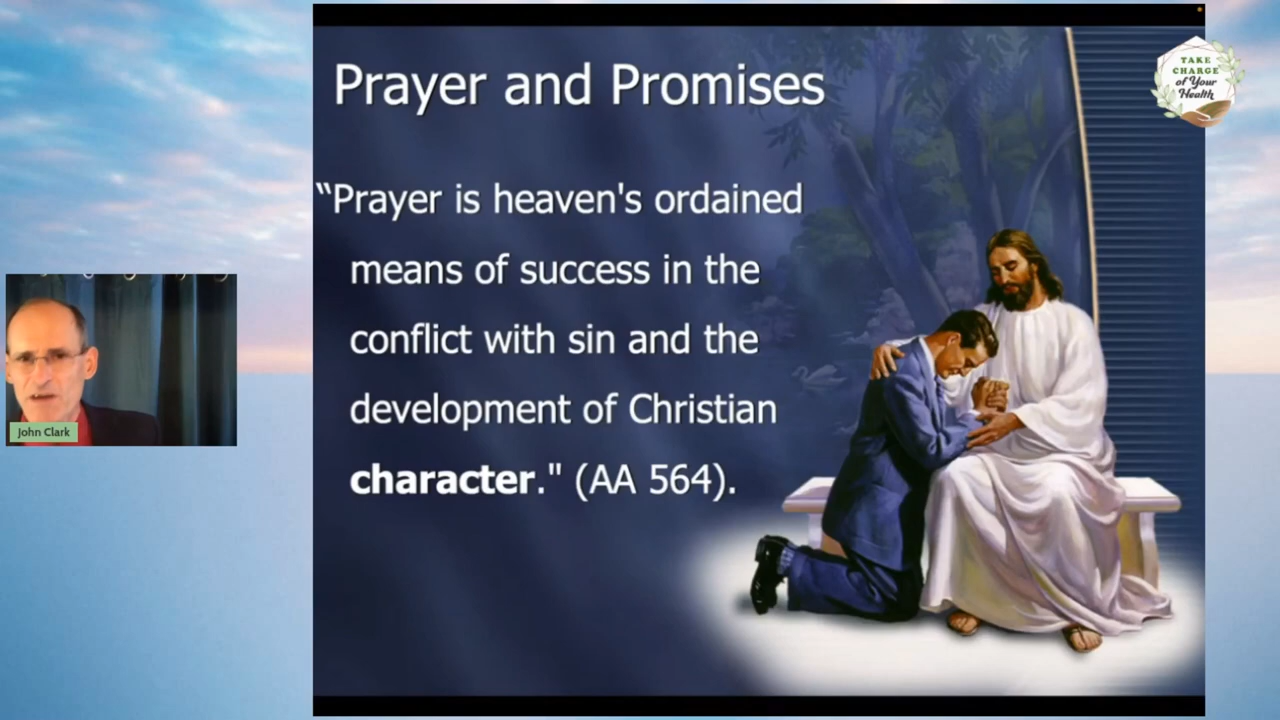 Prayer and Promises
“Prayer is heaven's ordained
means of success in the
conflict with sin and the
development of Christian
character." (AA 564).
TAKE
CHARGE
of Your
Health
John Clark